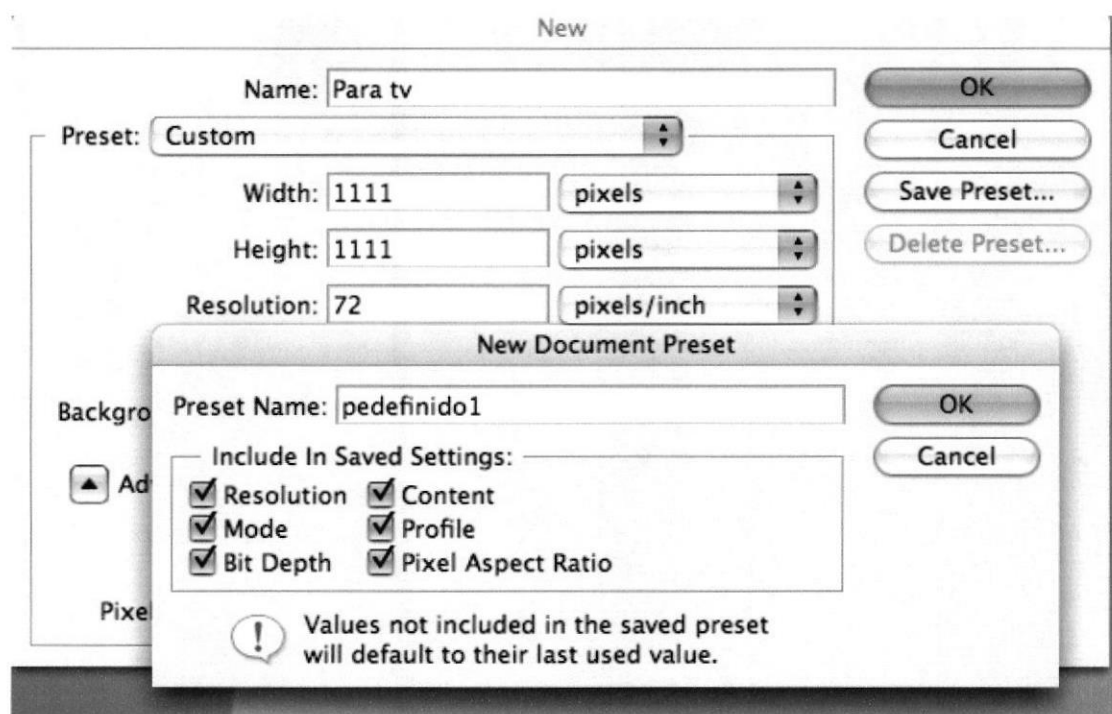 New
Name: Para tv
OK
Preset: Custom
Cancel
Width: 1111 pixels
Save Preset...
Height: 1111 pixels
Delete Preset...
Resolution: 72 pixels/inch
New Document Preset
Backgro
Preset Name: pedefinido1
OK
Include In Saved Settings:
Cancel
Ad
Resolution Content
Mode Profile
Bit Depth Pixel Aspect Ratio
Pixe
Values not included in the saved preset
will default to their last used value.